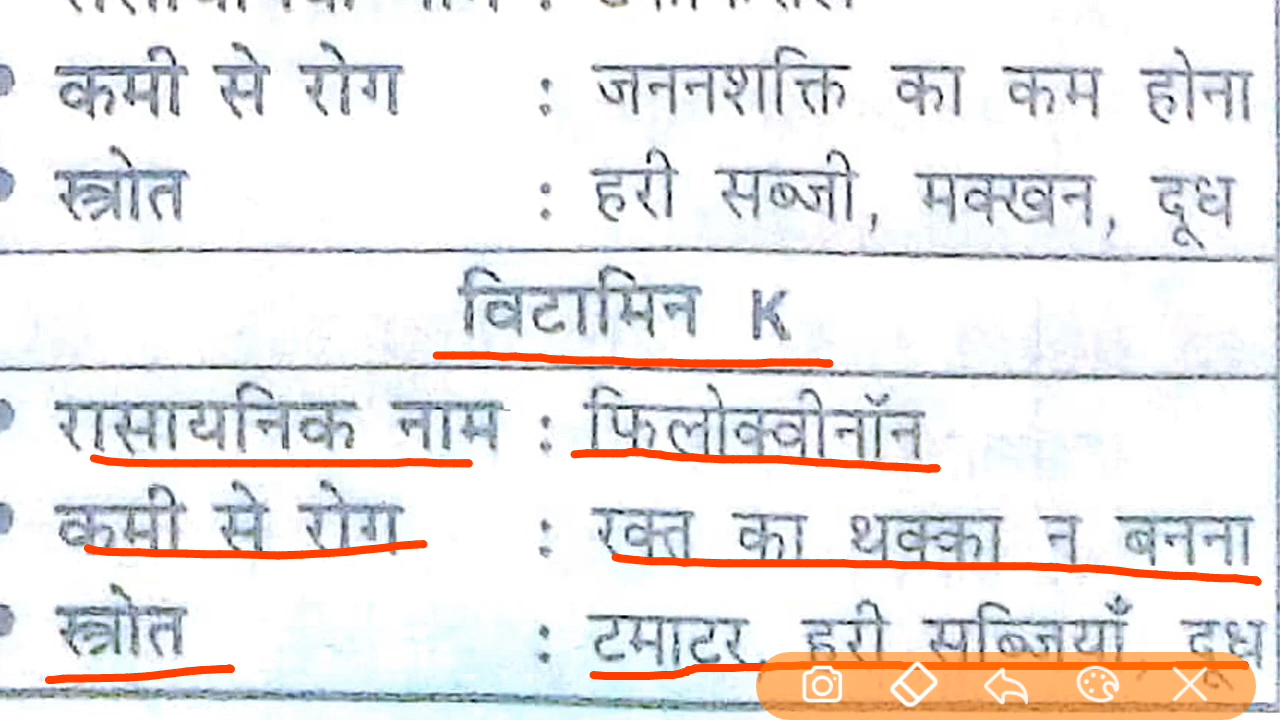 कमी से रोग : जननशक्ति का कम होना
स्त्रोत : हरी सब्जी, मक्खन, दूध
विटामिन K
रासायनिक नाम : फिलोक्वीनॉन
कमी से रोग : रक्त का थक्का न बनना
स्त्रोत : टमाटर, हरी सब्जियाँ, दूध